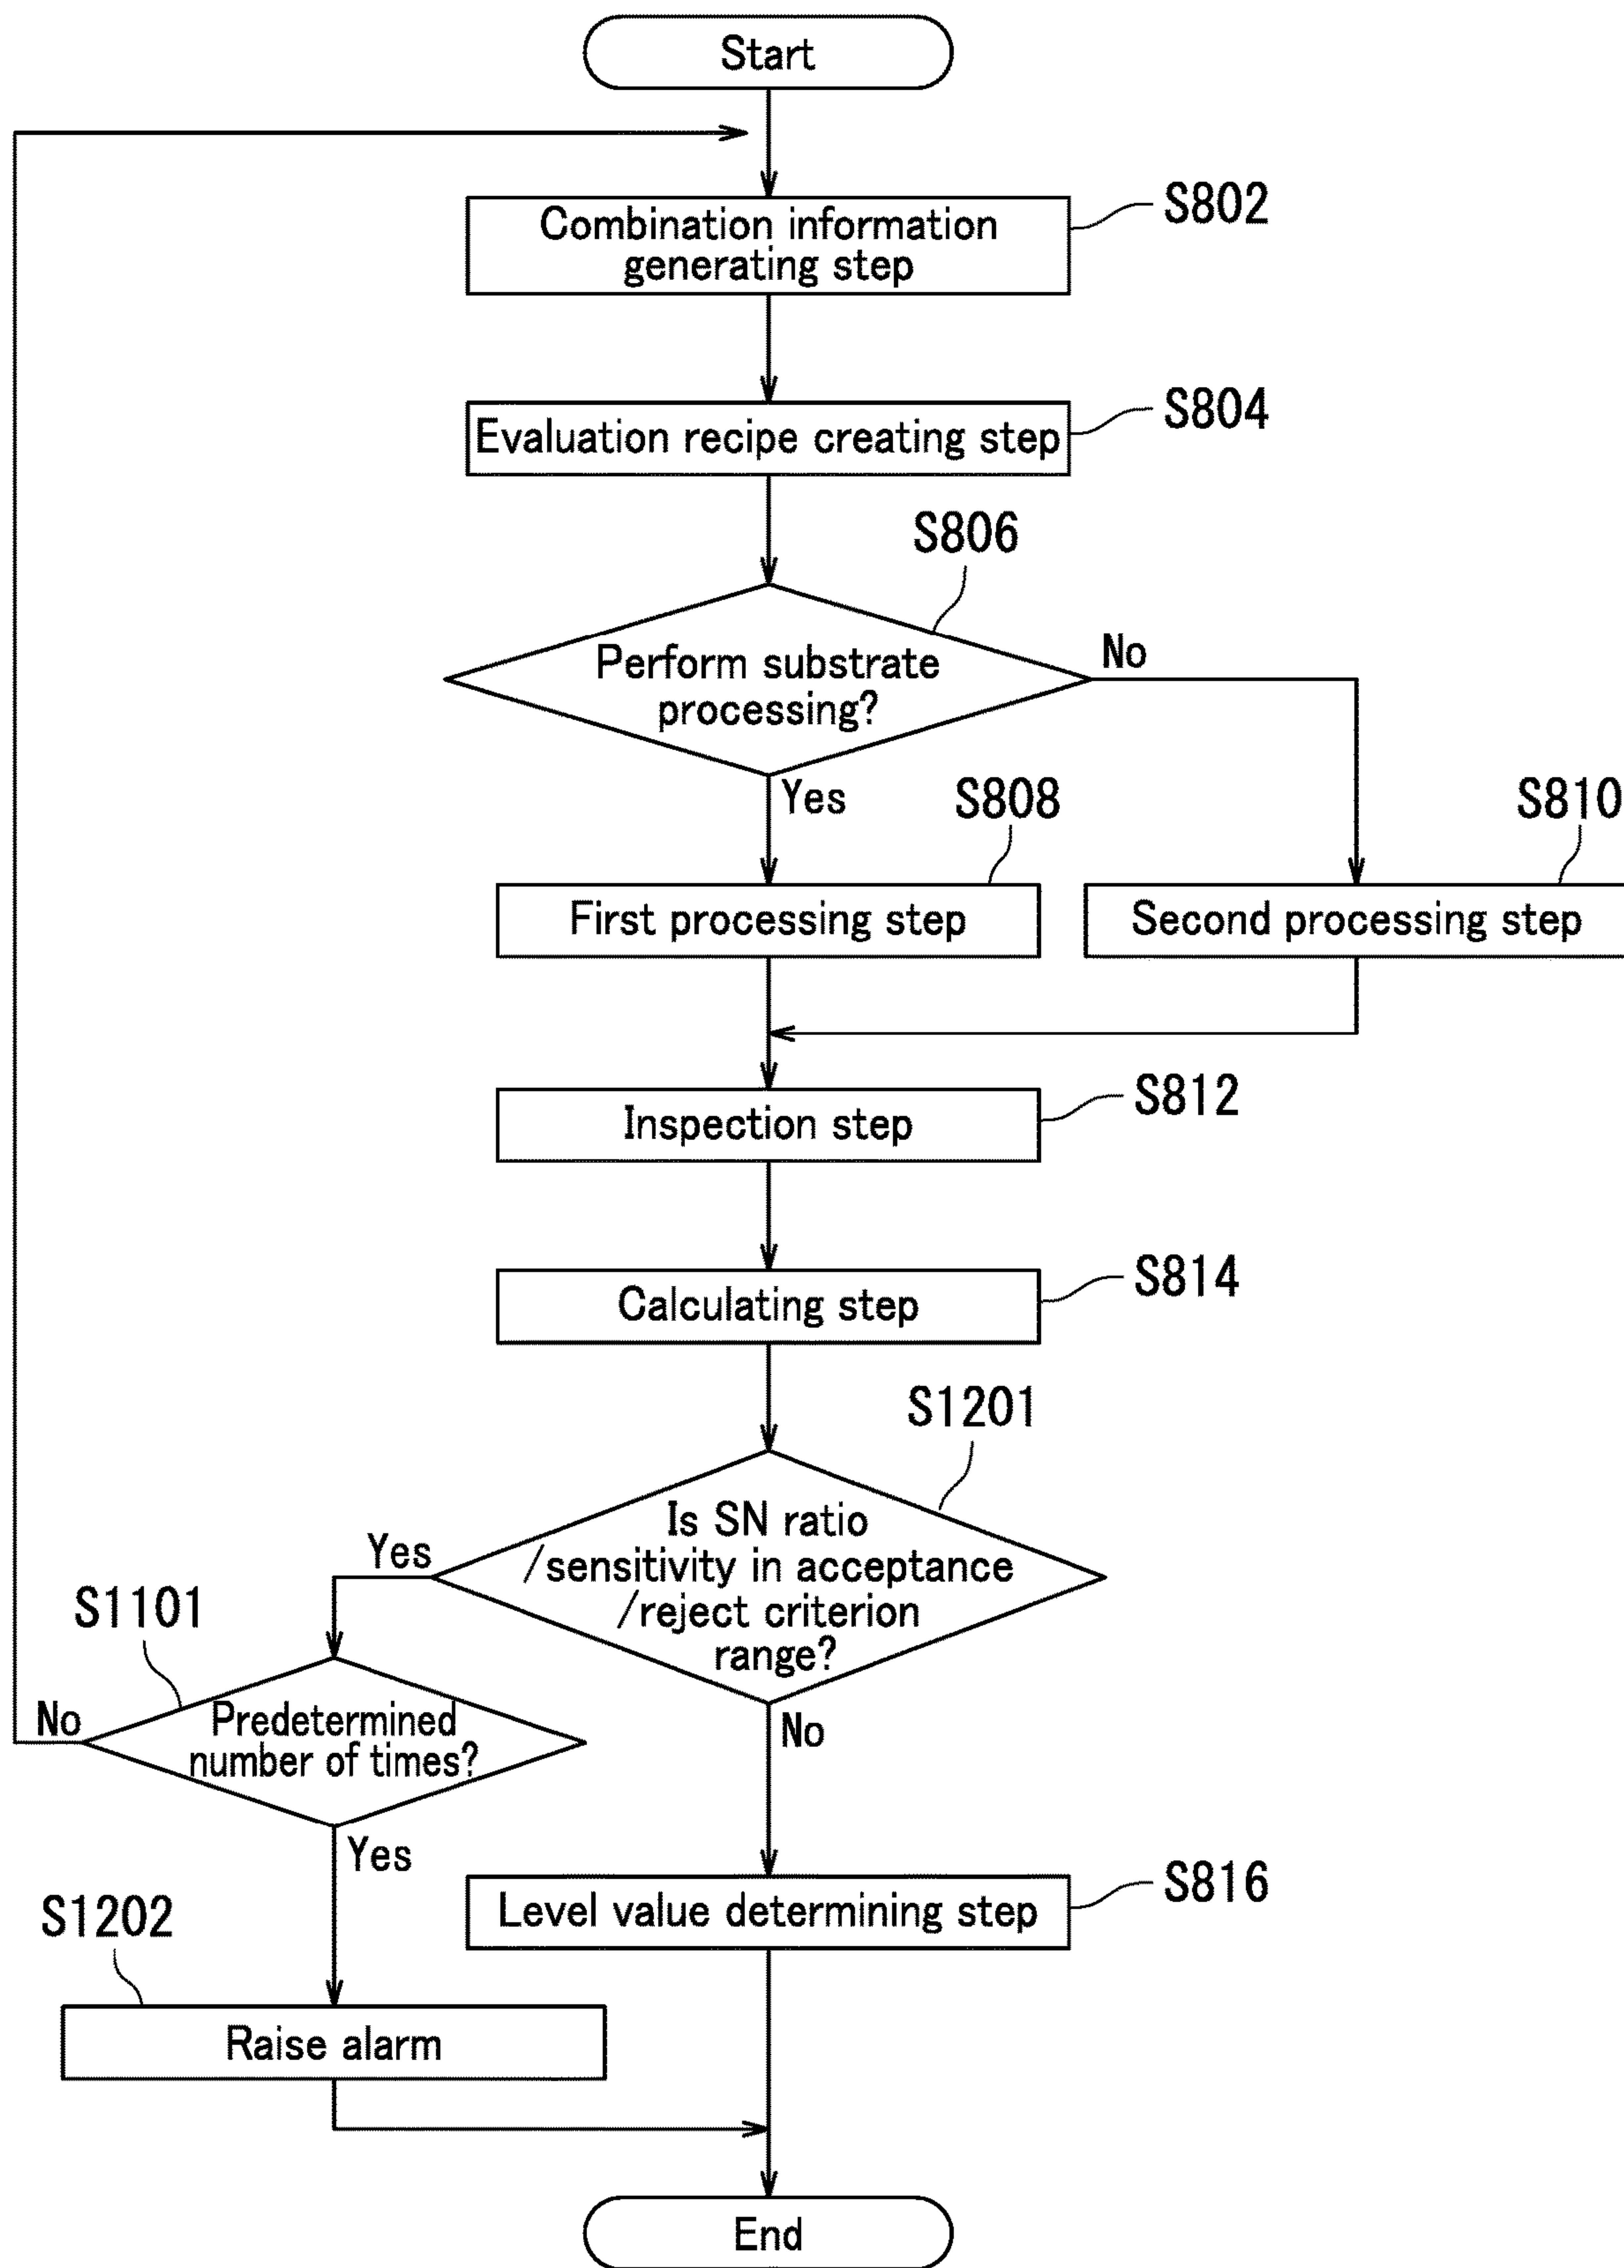 Start
Combination information
generating step
S802
Evaluation recipe creating step
S804
S806
Perform substrate
processing?
No
Yes
S808
S810
First processing step
Second processing step
Inspection step
S812
Calculating step
S814
S1201
Is SN ratio
/sensitivity in acceptance
/reject criterion
range?
Yes
No
S1101
Predetermined
number of times?
No
Yes
S1202
Raise alarm
Level value determining step
S816
End